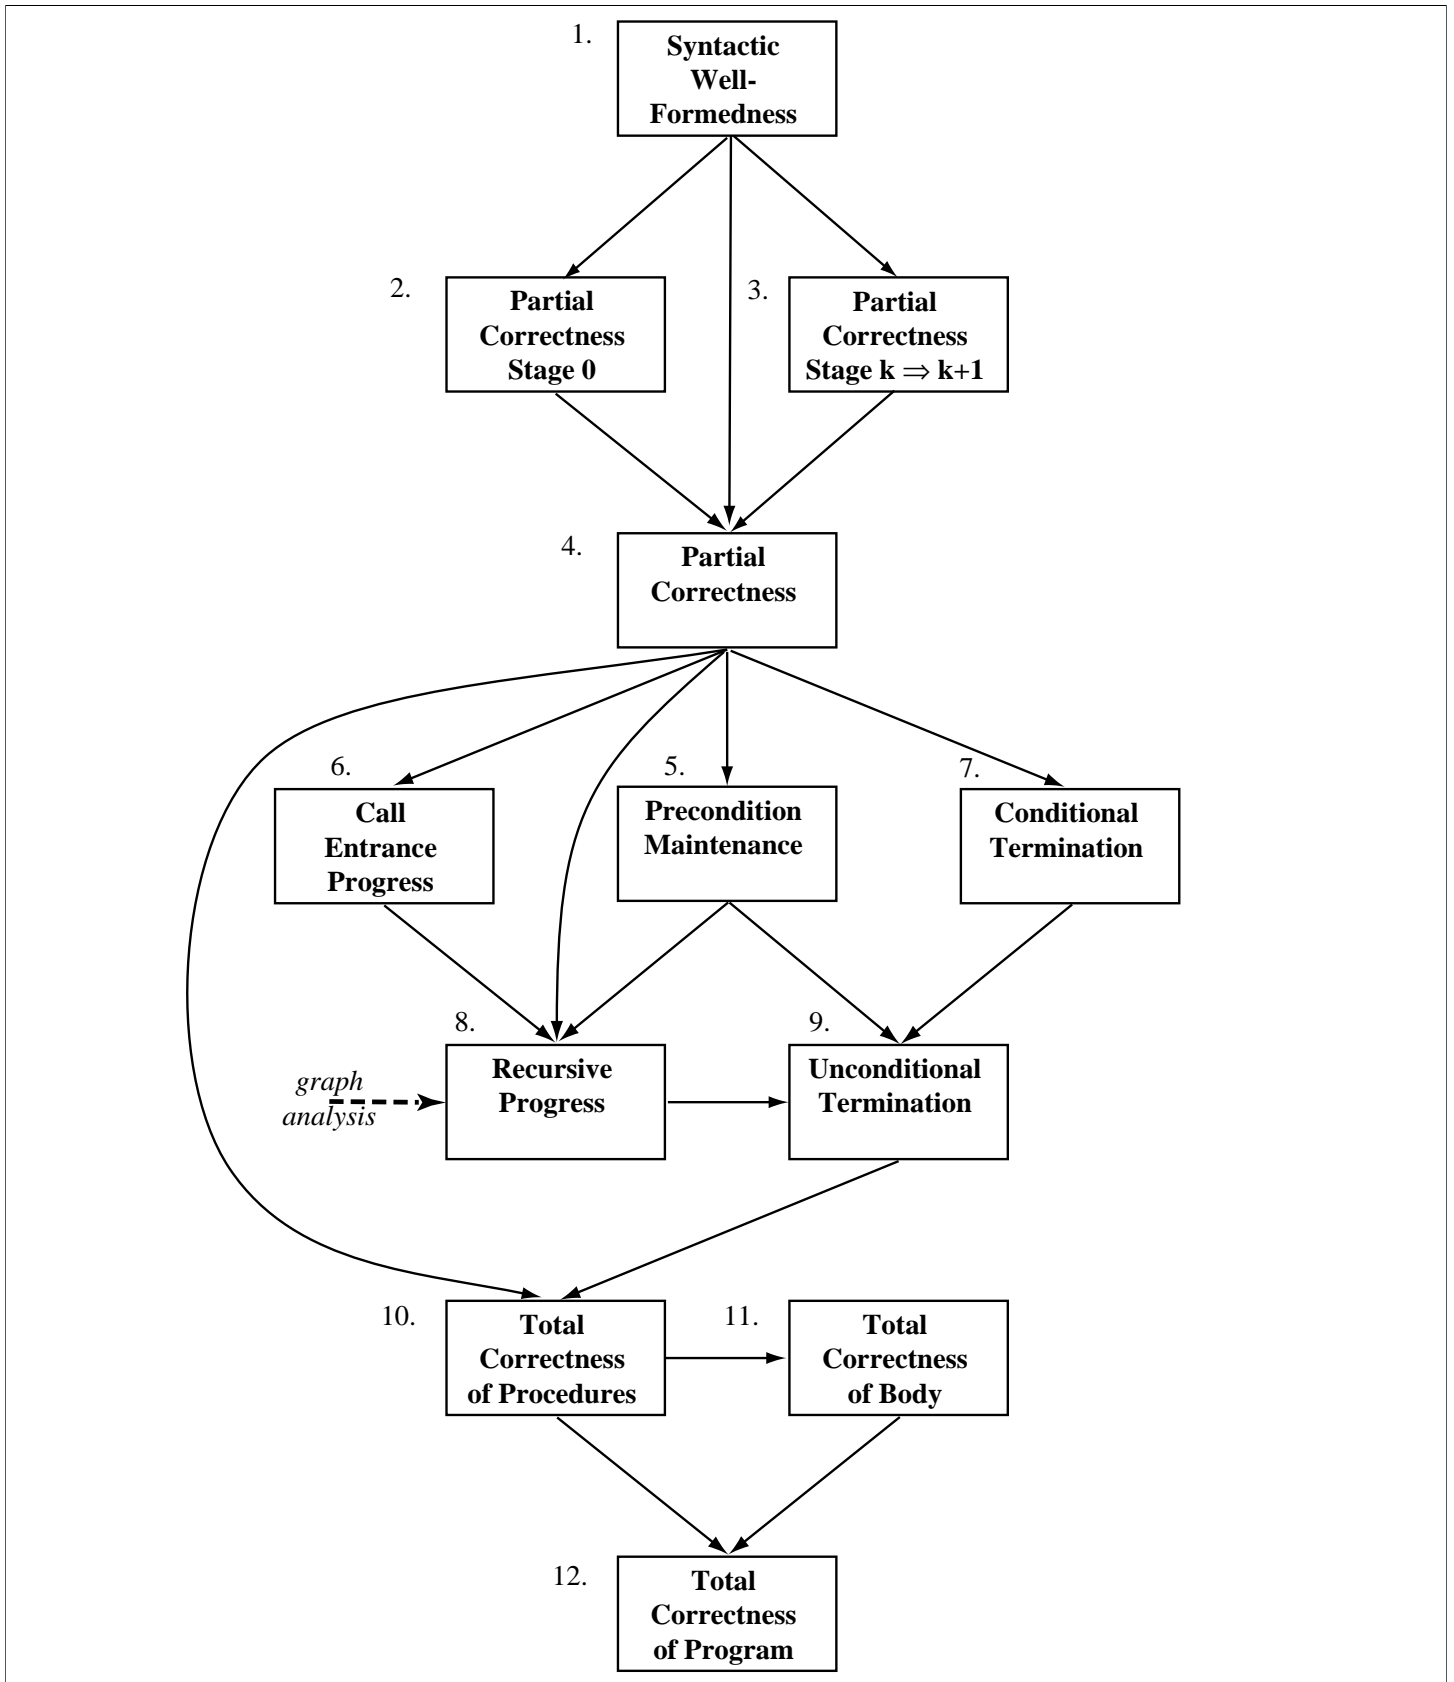 1.
Syntactic
Well-
Formedness
2.
Partial
Correctness
Stage 0
3.
Partial
Correctness
Stage k ⇒ k+1
4.
Partial
Correctness
6.
Call
Entrance
Progress
5.
Precondition
Maintenance
7.
Conditional
Termination
graph
analysis
8.
Recursive
Progress
9.
Unconditional
Termination
10.
Total
Correctness
of Procedures
11.
Total
Correctness
of Body
12.
Total
Correctness
of Program